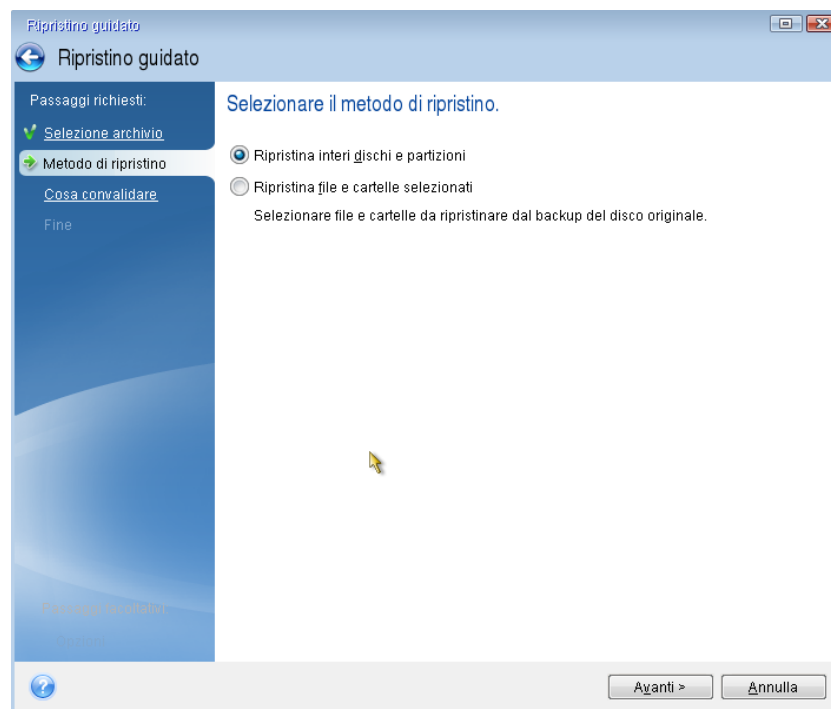 Ripristino guidato
Ripristino guidato
Passaggi richiesti:
Selezione archivio
Metodo di ripristino
Cosa convalidare
Fine
Selezionare il metodo di ripristino.
Ripristina interi dischi e partizioni
Ripristina file e cartelle selezionati
Selezionare file e cartelle da ripristinare dal backup del disco originale.
Avanti >
Annulla